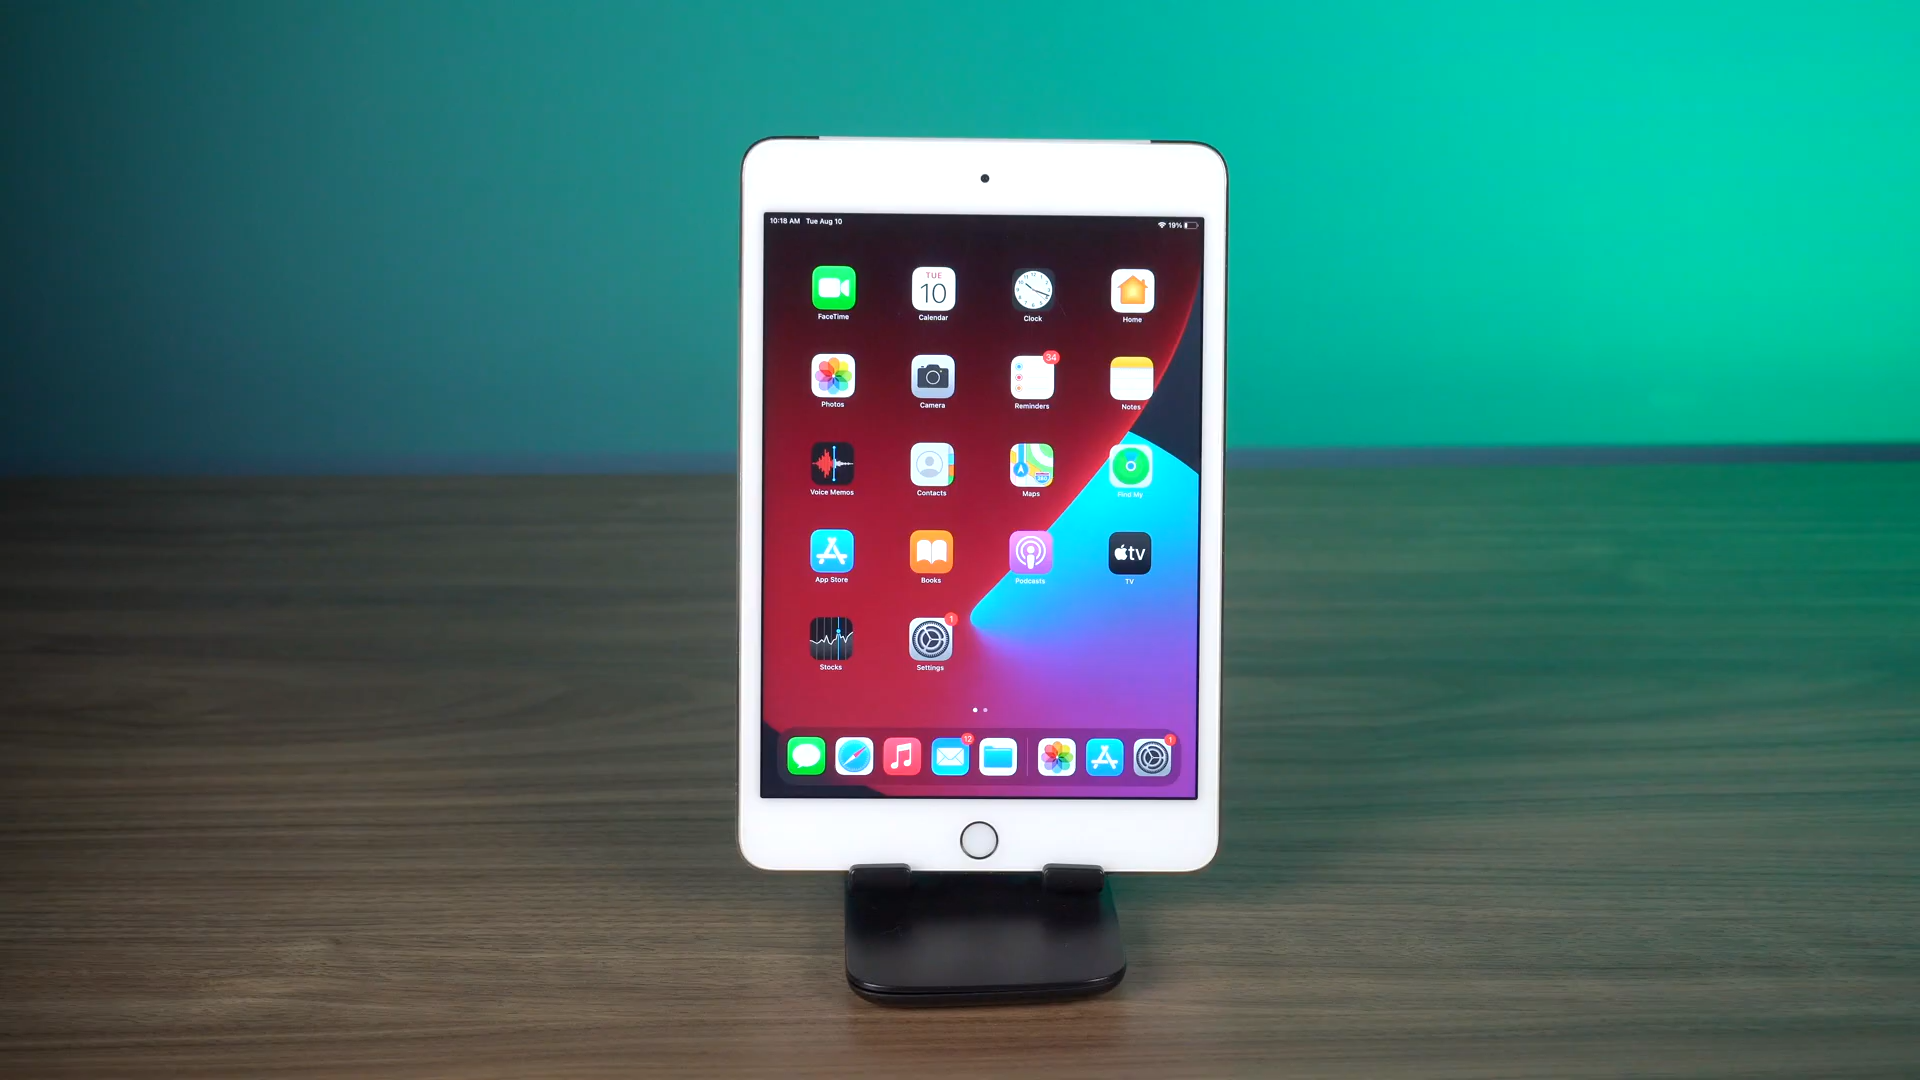 10:18 AM Tue Aug 10
19%
TUE
10
FaceTime
Calendar
Clock
Home
34
Photos
Camera
Reminders
Notes
Voice Memos
Contacts
Maps
Find My
tv
App Store
Books
Podcasts
TV
1
Stocks
Settings
12
1